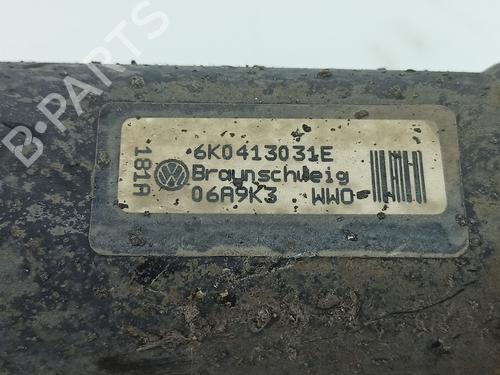 B-PARTS
181A
6K0413031E
Braunschweig
06A9K3 WWO